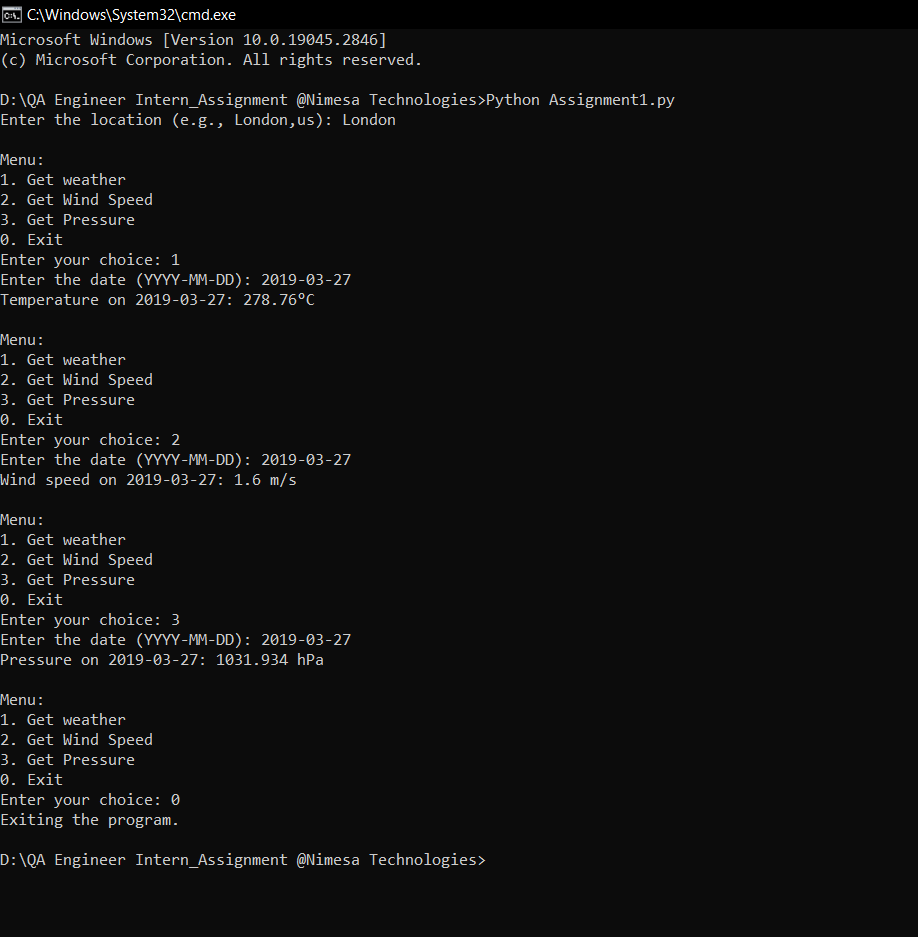 C:\Windows\System32\cmd.exe
Microsoft Windows [Version 10.0.19045.2846]
(c) Microsoft Corporation. All rights reserved.
D:\QA Engineer Intern_Assignment @Nimesa Technologies>Python Assignment1.py
Enter the location (e.g., London,us): London
Menu:
1. Get weather
2. Get Wind Speed
3. Get Pressure
0. Exit
Enter your choice: 1
Enter the date (YYYY-MM-DD): 2019-03-27
Temperature on 2019-03-27: 278.76°C
Menu:
1. Get weather
2. Get Wind Speed
3. Get Pressure
0. Exit
Enter your choice: 2
Enter the date (YYYY-MM-DD): 2019-03-27
Wind speed on 2019-03-27: 1.6 m/s
Menu:
1. Get weather
2. Get Wind Speed
3. Get Pressure
0. Exit
Enter your choice: 3
Enter the date (YYYY-MM-DD): 2019-03-27
Pressure on 2019-03-27: 1031.934 hPa
Menu:
1. Get weather
2. Get Wind Speed
3. Get Pressure
0. Exit
Enter your choice: 0
Exiting the program.
D:\QA Engineer Intern_Assignment @Nimesa Technologies>